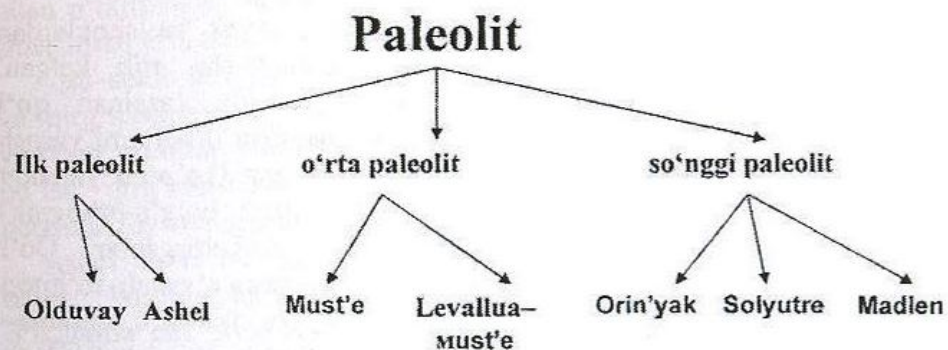 Paleolit
Ilk paleolit o‘rta paleolit so‘nggi paleolit
Olduvay Ashel Must’e Levallua– Orin’yak Solyutre Madlen
must’e